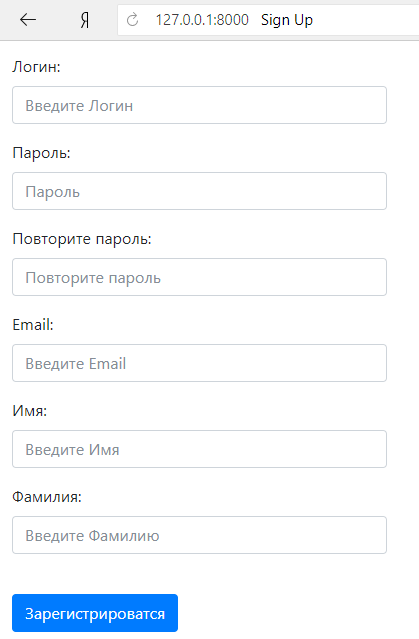 Я 127.0.0.1:8000 Sign Up
Логин:
Введите Логин
Пароль:
Пароль
Повторите пароль:
Повторите пароль
Email:
Введите Email
Имя:
Введите Имя
Фамилия:
Введите Фамилию
Зарегистрироватся